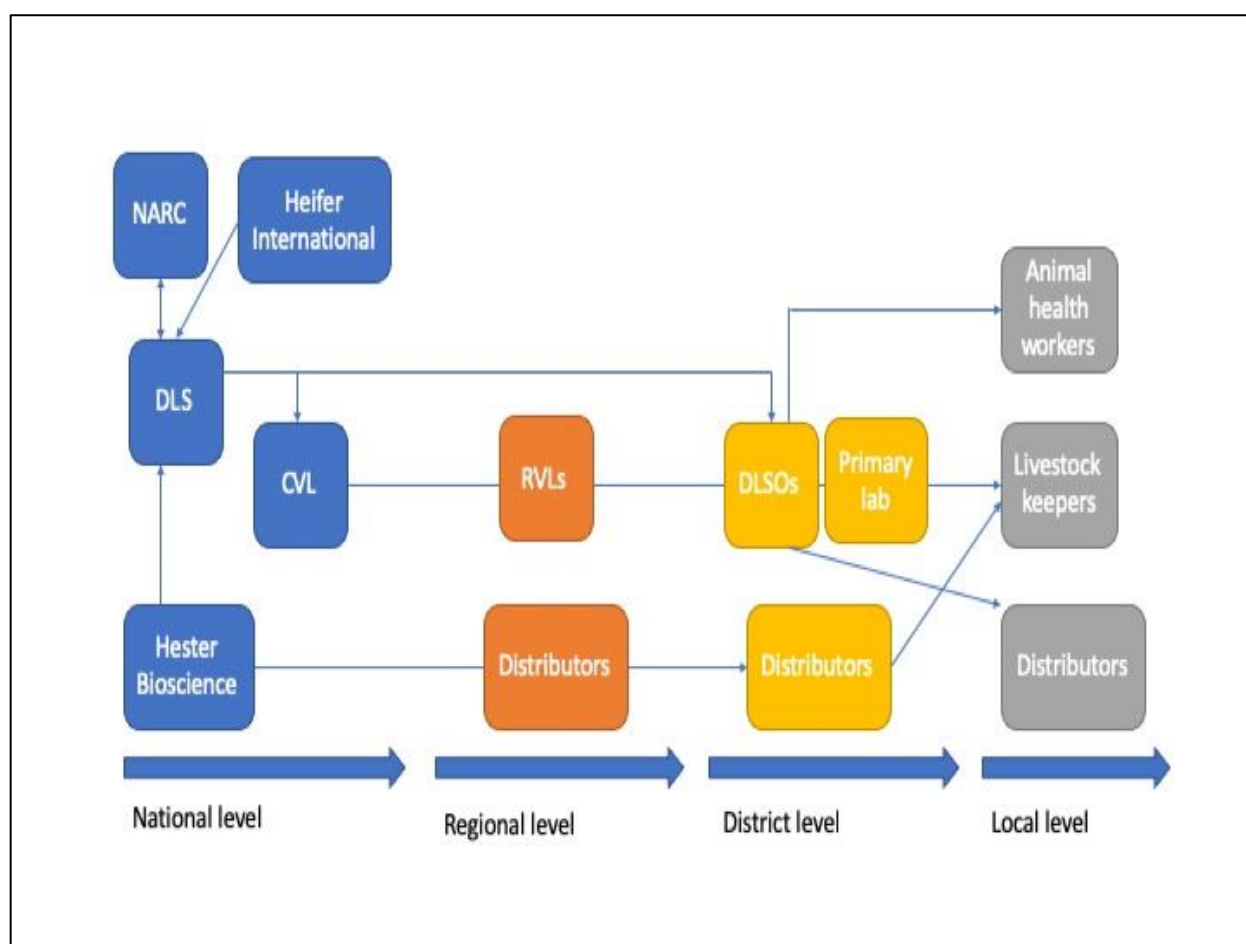 NARC
Heifer
International
Animal
health
workers
DLS
CVL
RVLs
DLSOs
Primary
lab
Livestock
keepers
Hester
Bioscience
Distributors
Distributors
Distributors
National level
Regional level
District level
Local level